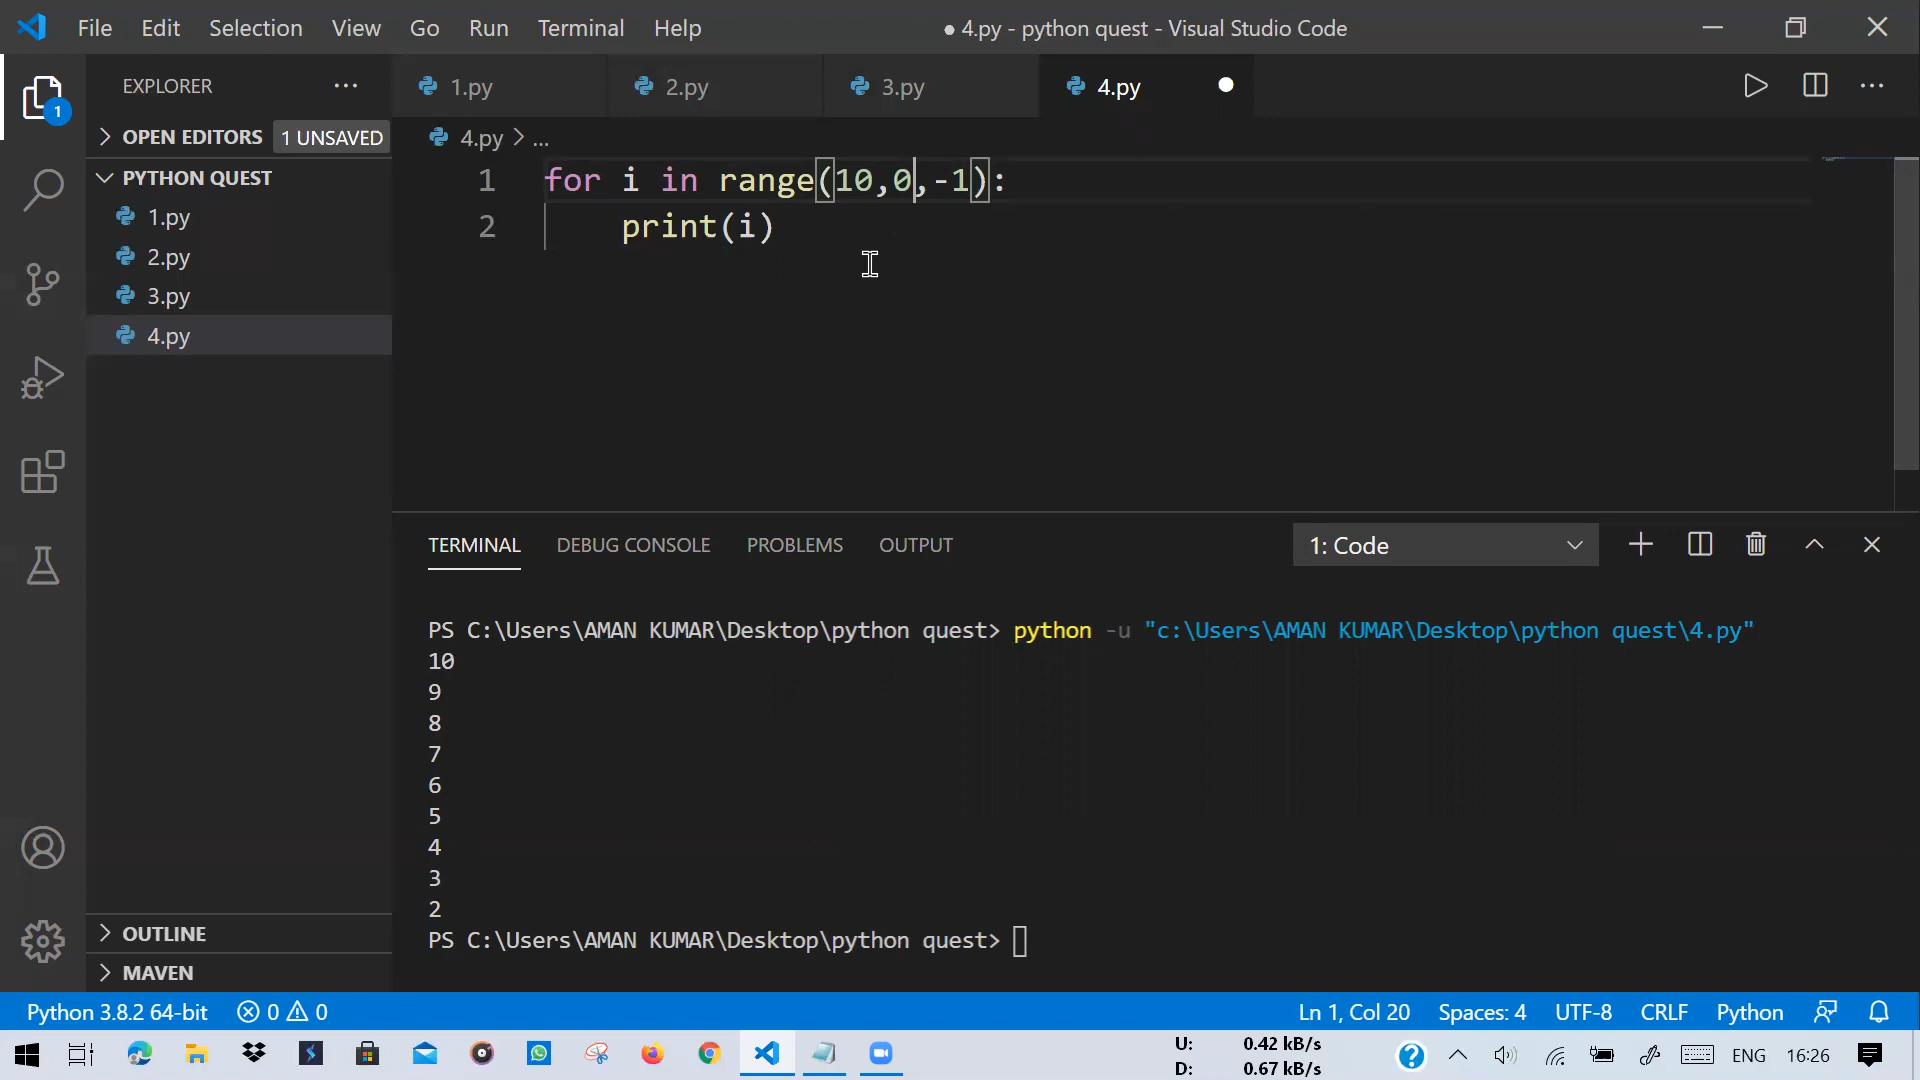 File Edit Selection View Go Run Terminal Help
● 4.py - python quest - Visual Studio Code
EXPLORER ...
1.py
2.py
3.py
4.py
1
OPEN EDITORS 1 UNSAVED
4.py > ...
PYTHON QUEST
1.py
2.py
3.py
4.py
1 for i in range(10,0,-1):
2 print(i)
TERMINAL DEBUG CONSOLE PROBLEMS OUTPUT
1: Code
PS C:\Users\AMAN KUMAR\Desktop\python quest> python -u "c:\Users\AMAN KUMAR\Desktop\python quest\4.py"
10
9
8
7
6
5
4
3
2
PS C:\Users\AMAN KUMAR\Desktop\python quest>
OUTLINE
MAVEN
Python 3.8.2 64-bit 0 0
Ln 1, Col 20 Spaces: 4 UTF-8 CRLF Python
U: 0.42 kB/s
D: 0.67 kB/s
ENG 16:26